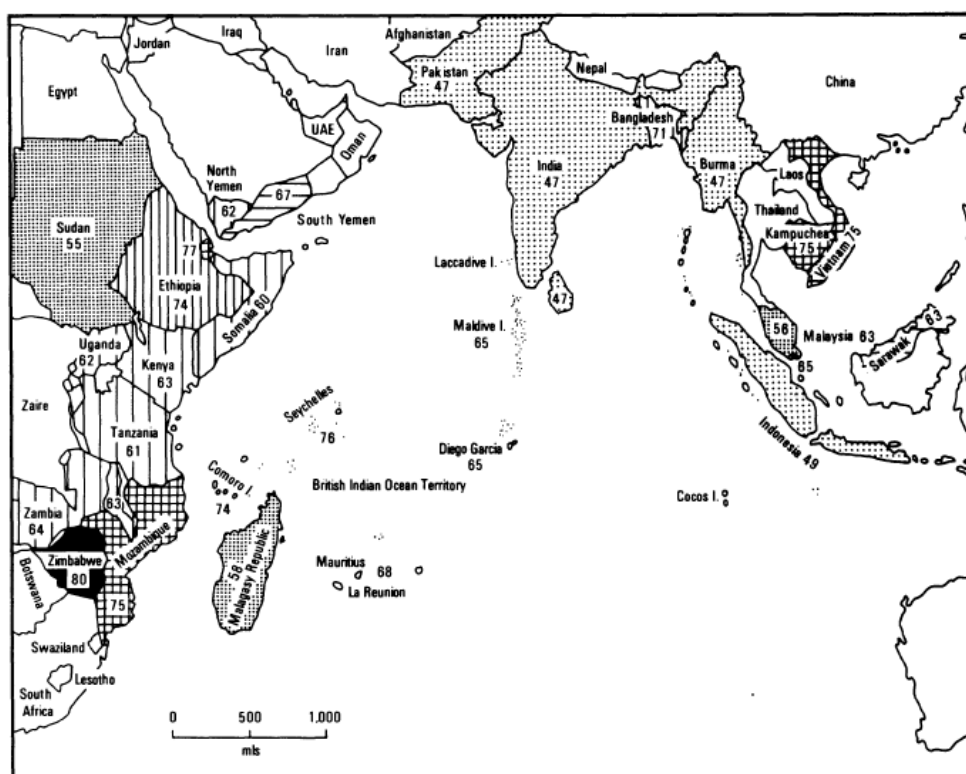 Jordan
Iraq
Iran
Afghanistan
Pakistan
47
Nepal
China
Egypt
UAE
Oman
Bangladesh
71
India
47
Burma
47
Laos
North
Yemen
62
67
South Yemen
Thailand
Kampuchea
75
Vietnam 75
Sudan
55
77
Ethiopia
74
Somalia 60
Laccadive I.
47
Maldive I.
65
56
Malaysia 63
63
Sarawak
65
Uganda
62
Kenya
63
Zaire
Tanzania
61
Seychelles
76
Diego Garcia
65
Indonesia 49
Comoro I.
74
British Indian Ocean Territory
Cocos I.
Zambia
64
63
Mozambique
Zimbabwe
80
75
Botswana
58
Malagasy Republic
Mauritius
68
La Reunion
Swaziland
Lesotho
South
Africa
0 500 1,000
mls